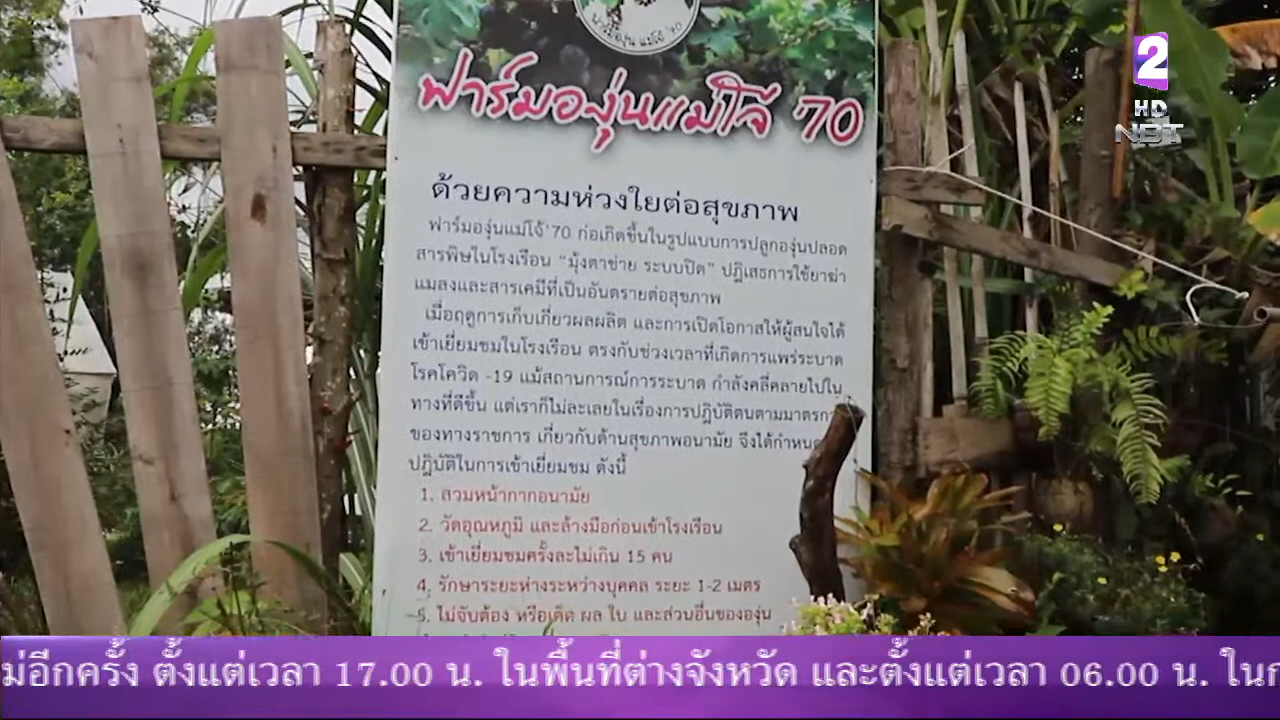 ฟาร์มองุ่น แม่โจ้ '70
ฟาร์มองุ่นแม่โจ้ '70
2
HD
NBT
ด้วยความห่วงใยต่อสุขภาพ
ฟาร์มองุ่นแม่โจ้'70 ก่อเกิดขึ้นในรูปแบบการปลูกองุ่นปลอด
สารพิษในโรงเรือน “มุ้งตาข่าย ระบบปิด” ปฏิเสธการใช้ยาฆ่า
แมลงและสารเคมีที่เป็นอันตรายต่อสุขภาพ
เมื่อฤดูการเก็บเกี่ยวผลผลิต และการเปิดโอกาสให้ผู้สนใจได้
เข้าเยี่ยมชมในโรงเรือน ตรงกับช่วงเวลาที่เกิดการแพร่ระบาด
โรคโควิด -19 แม้สถานการณ์การระบาด กำลังคลี่คลายไปใน
ทางที่ดีขึ้น แต่เราก็ไม่ละเลยในเรื่องการปฏิบัติตนตามมาตรกา
ของทางราชการ เกี่ยวกับด้านสุขภาพอนามัย จึงได้กำหนด
ปฏิบัติในการเข้าเยี่ยมชม ดังนี้
1. สวมหน้ากากอนามัย
2. วัดอุณหภูมิ และล้างมือก่อนเข้าโรงเรือน
3. เข้าเยี่ยมชมครั้งละไม่เกิน 15 คน
4. รักษาระยะห่างระหว่างบุคคล ระยะ 1-2 เมตร
5. ไม่จับต้อง หรือเด็ด ผล ใบ และส่วนอื่นขององุ่น
ม่อีกครั้ง ตั้งแต่เวลา 17.00 น. ในพื้นที่ต่างจังหวัด และตั้งแต่เวลา 06.00 น. ในก